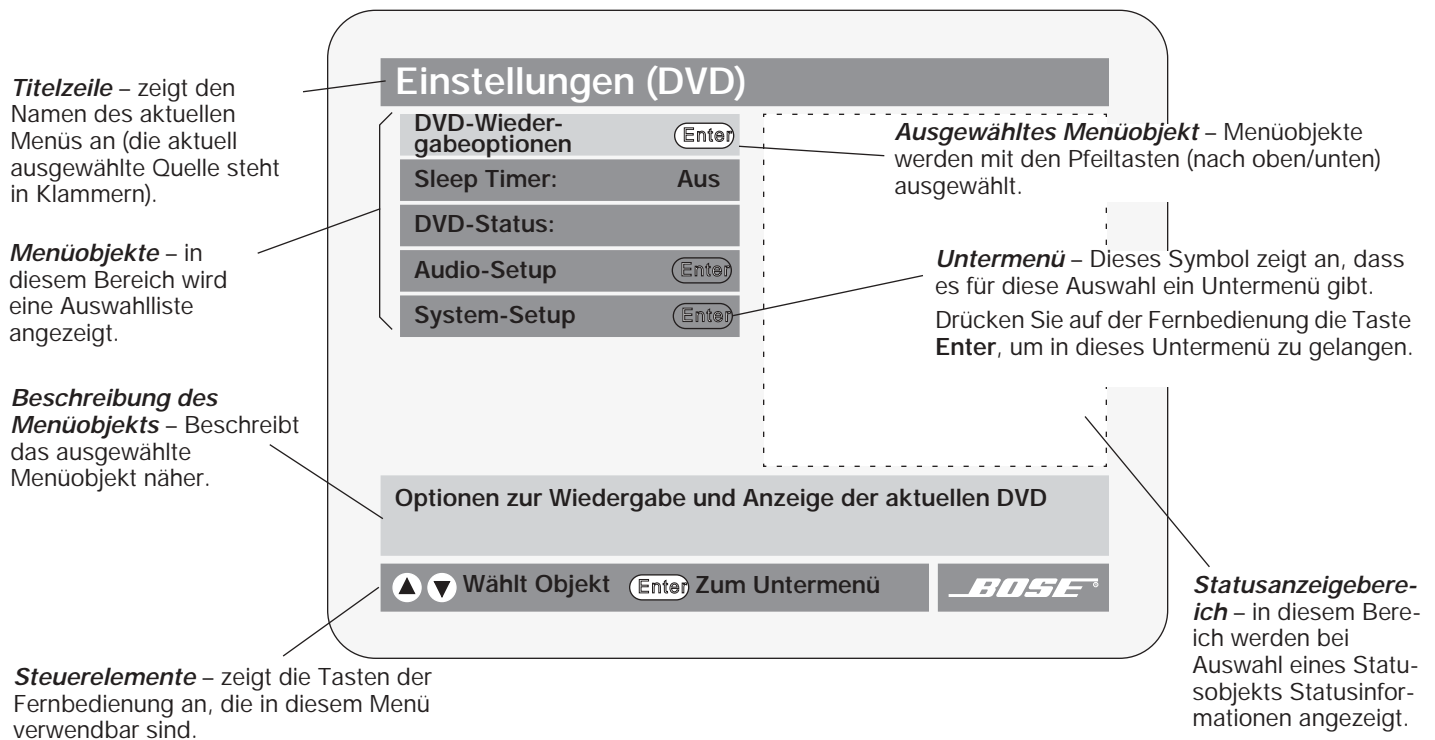 Titelzeile – zeigt den
Namen des aktuellen
Menüs an (die aktuell
ausgewählte Quelle steht
in Klammern).
Menüobjekte – in
diesem Bereich wird
eine Auswahlliste
angezeigt.
Beschreibung des
Menüobjekts – Beschreibt
das ausgewählte
Menüobjekt näher.
Steuerelemente – zeigt die Tasten der
Fernbedienung an, die in diesem Menü
verwendbar sind.
Einstellungen (DVD)
DVD-Wieder-
gabeoptionen Enter
Sleep Timer: Aus
DVD-Status:
Audio-Setup Enter
System-Setup Enter
Optionen zur Wiedergabe und Anzeige der aktuellen DVD
Wählt Objekt Enter Zum Untermenü
BOSE®
Ausgewähltes Menüobjekt – Menüobjekte
werden mit den Pfeiltasten (nach oben/unten)
ausgewählt.
Untermenü – Dieses Symbol zeigt an, dass
es für diese Auswahl ein Untermenü gibt.
Drücken Sie auf der Fernbedienung die Taste
Enter, um in dieses Untermenü zu gelangen.
Statusanzeigebere-
ich – in diesem Bere-
ich werden bei
Auswahl eines Statu-
sobjekts Statusinfor-
mationen angezeigt.